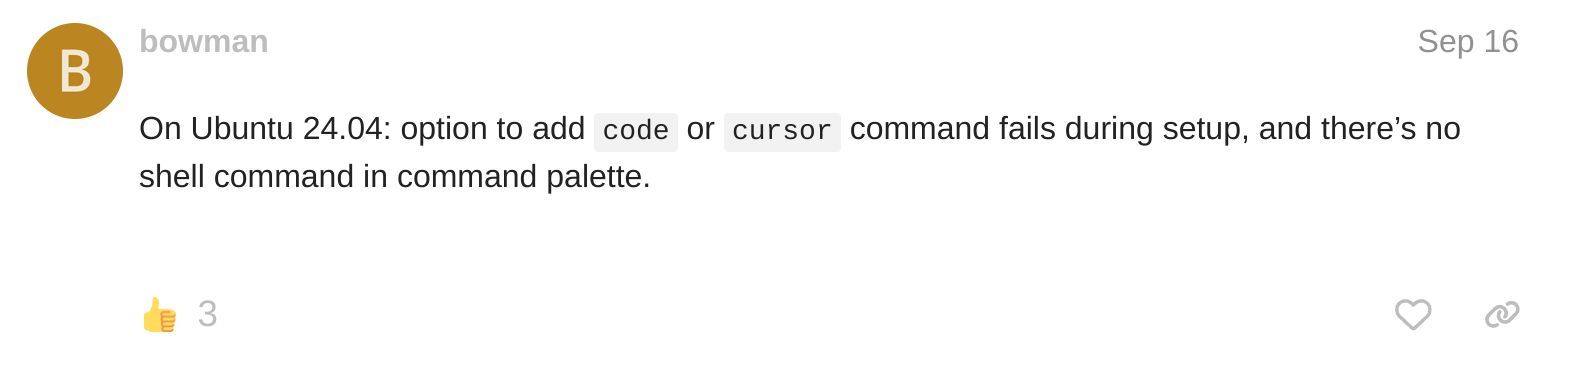 B
bowman
Sep 16
On Ubuntu 24.04: option to add code or cursor command fails during setup, and there’s no
shell command in command palette.
3